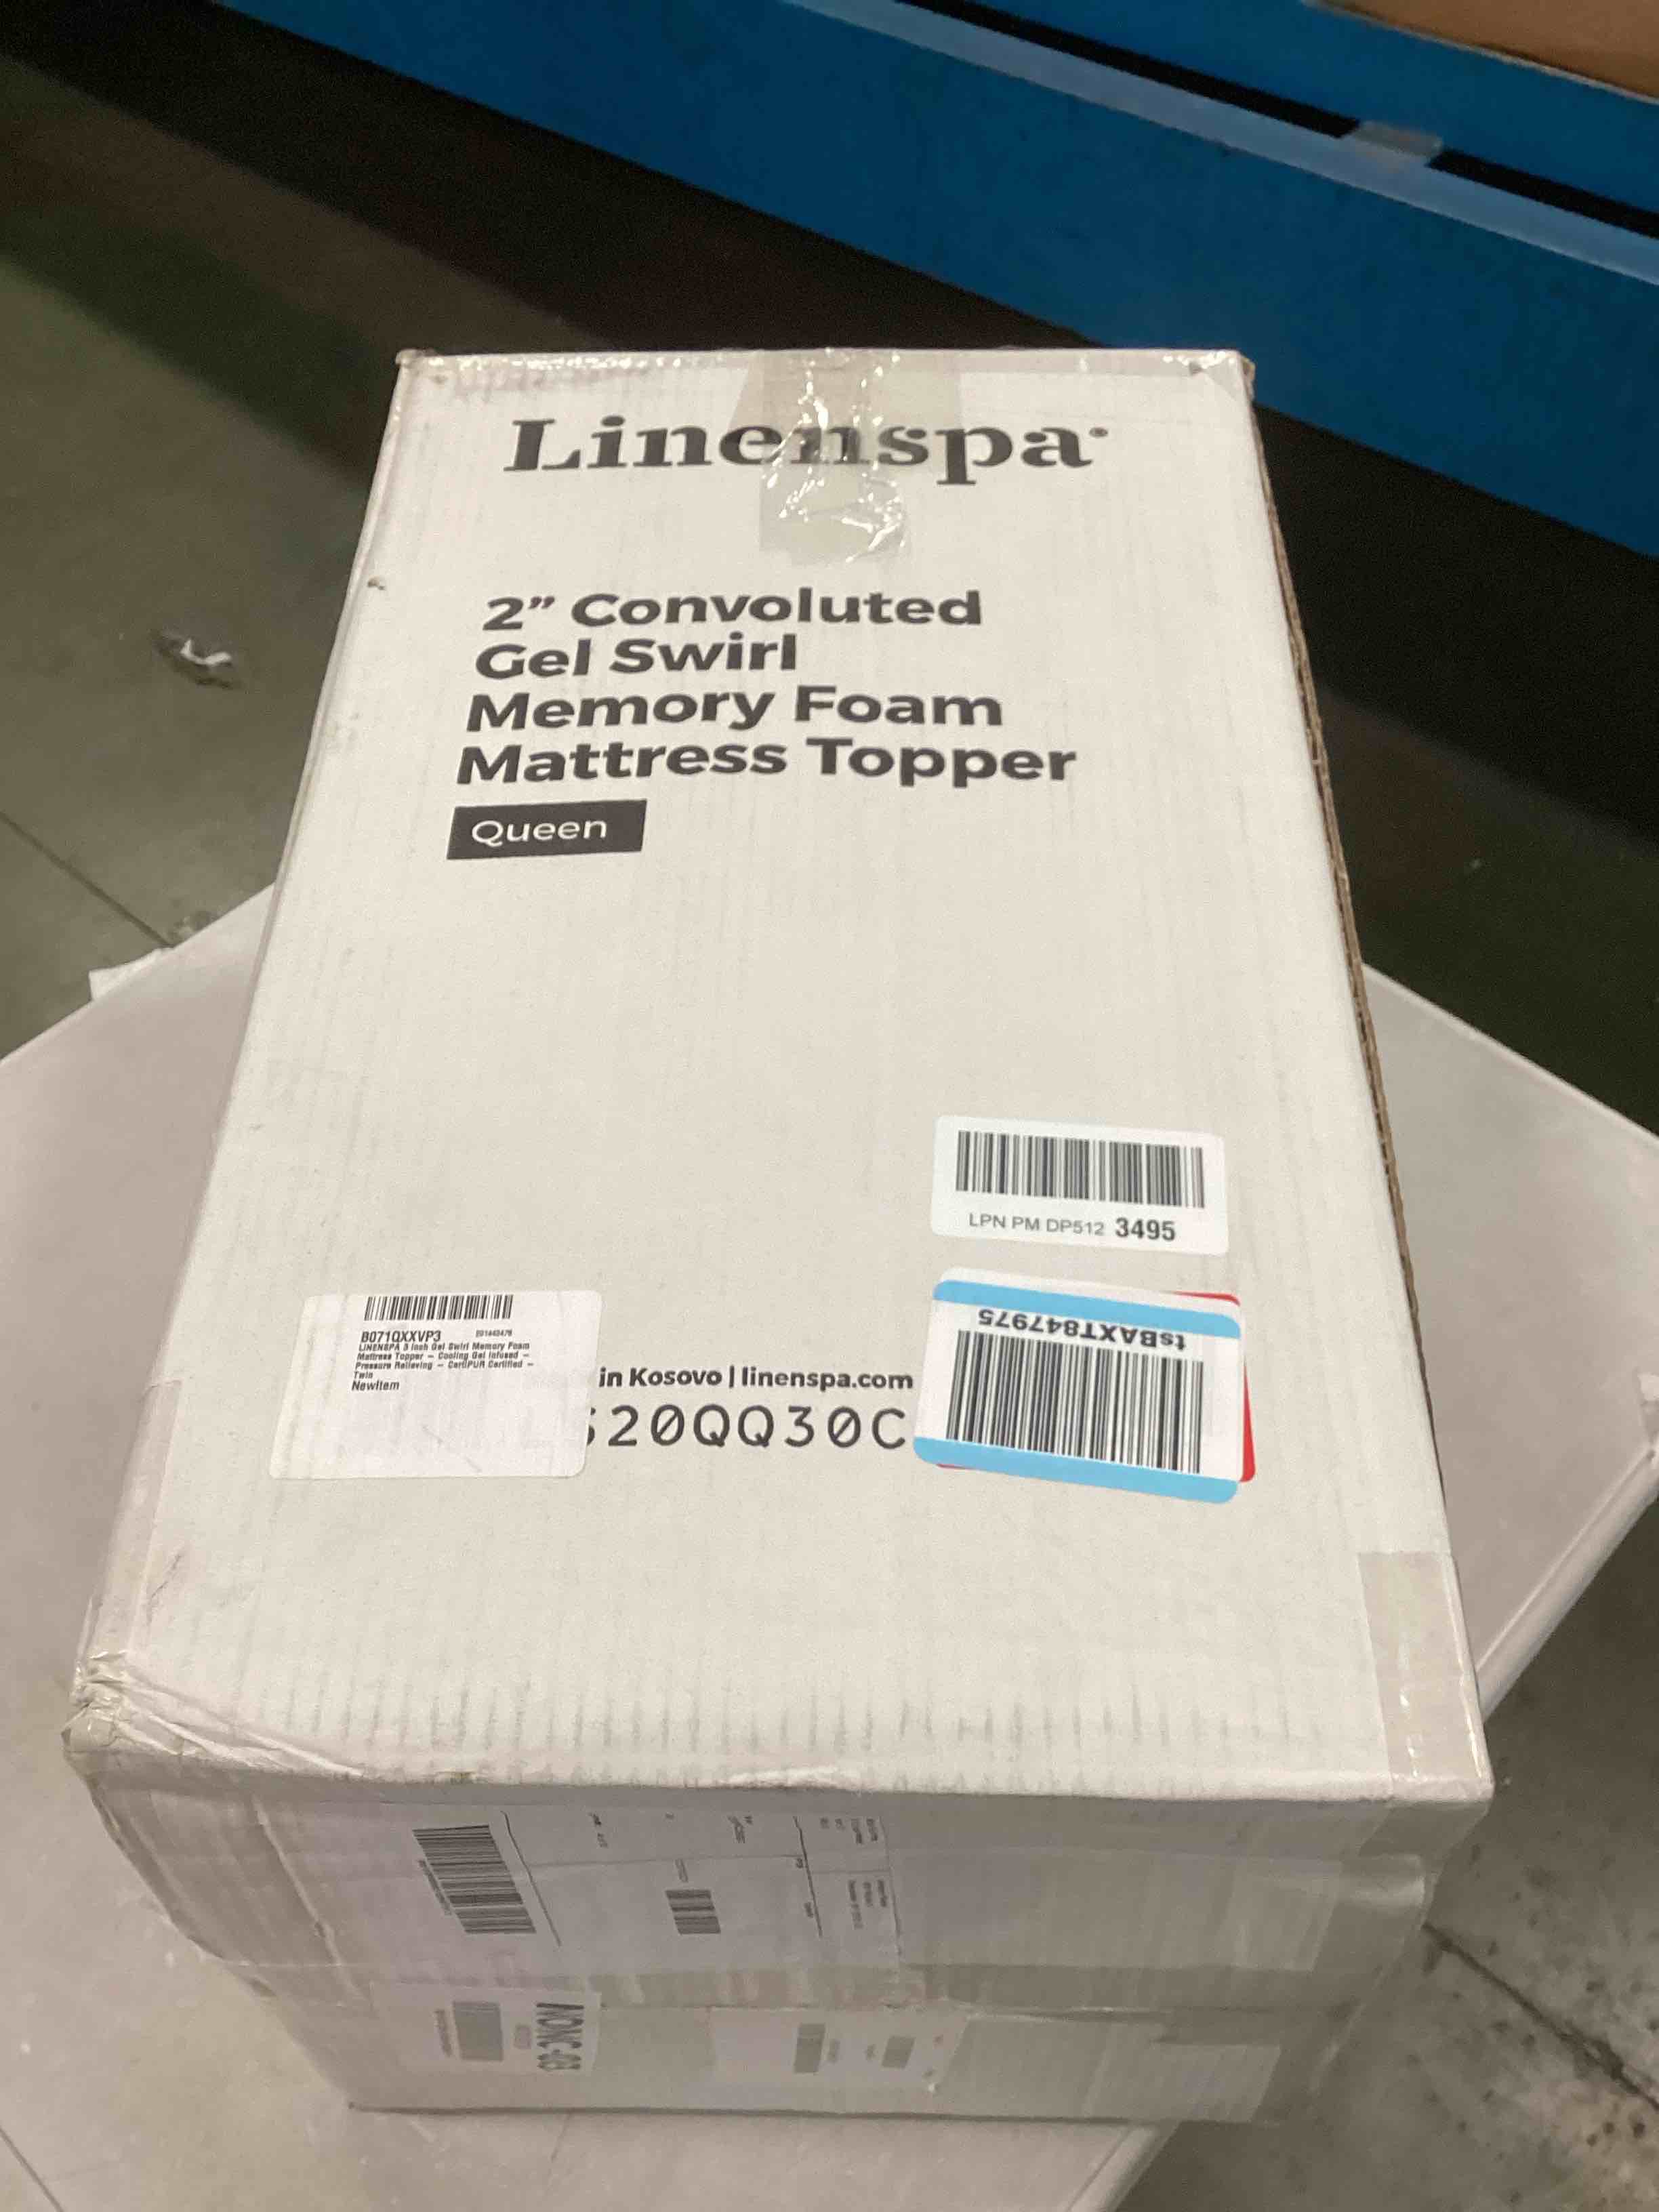 Linenspa
2” Convoluted
Gel Swirl
Memory Foam
Mattress Topper
Queen
LPN PM DP512 3495
tsBAXT847975
B071QXXVP3
LINENSPA 3 Inch Gel Swirl Memory Foam
Mattress Topper – Cooling Gel Infused –
Pressure Relieving – CertiPUR Certified –
Twin
NewItem
in Kosovo | linenspa.com
S20QQ30C